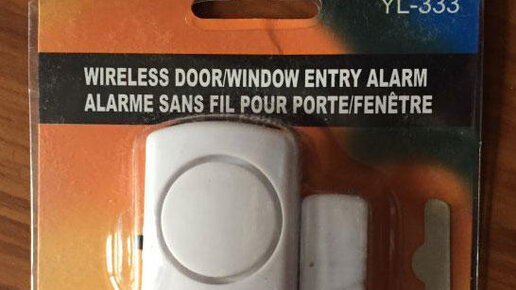 YL-333
WIRELESS DOOR/WINDOW ENTRY ALARM
ALARME SANS FIL POUR PORTE/FENÊTRE